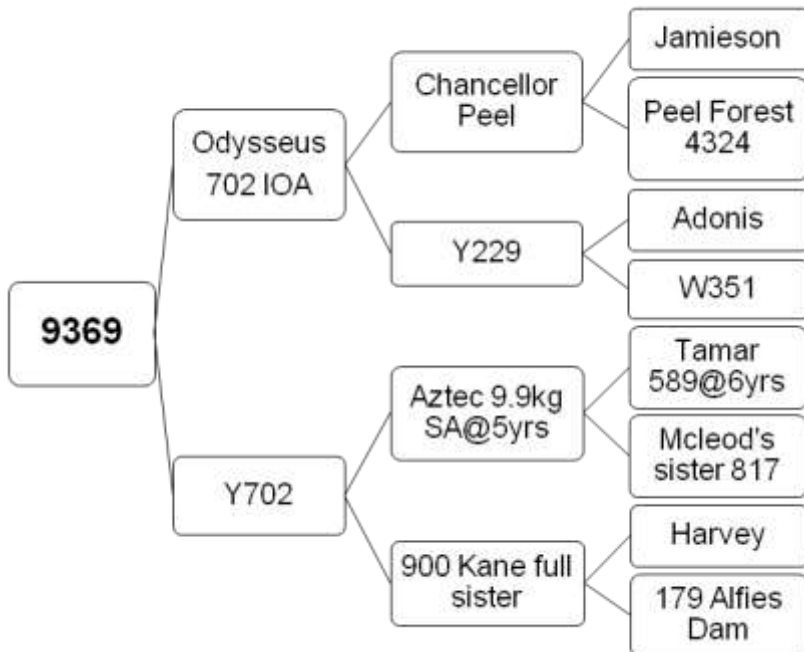 Jamieson
Chancellor
Peel
Peel Forest
4324
Odysseus
702 IOA
Adonis
Y229
W351
9369
Tamar
589@6yrs
Aztec 9.9kg
SA@5yrs
Mcleod's
sister 817
Y702
Harvey
900 Kane full
sister
179 Alfies
Dam